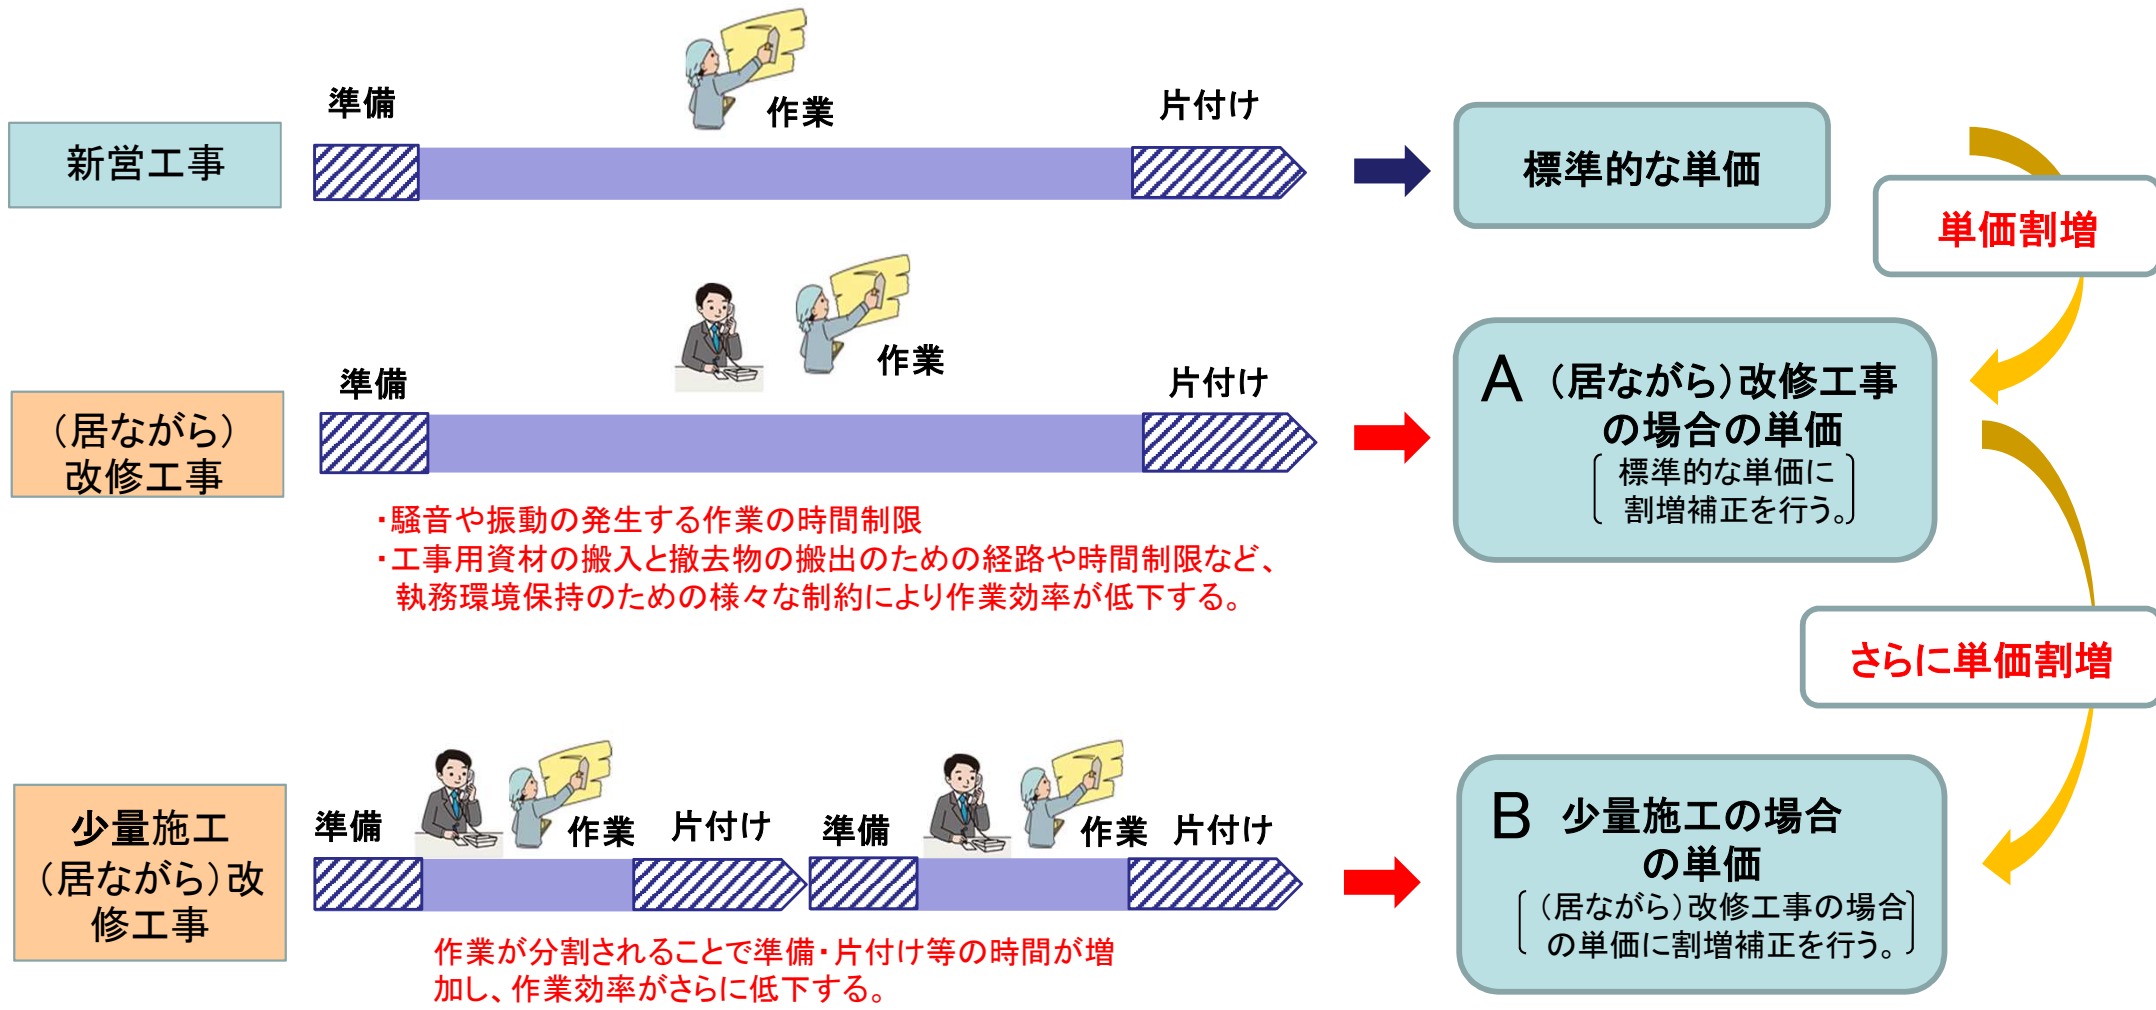 新営工事
準備
作業
片付け
標準的な単価
単価割増
（居ながら）
改修工事
準備
作業
片付け
・騒音や振動の発生する作業の時間制限
・工事用資材の搬入と撤去物の搬出のための経路や時間制限など、
執務環境保持のための様々な制約により作業効率が低下する。
A （居ながら）改修工事
の場合の単価
標準的な単価に
割増補正を行う。
さらに単価割増
少量施工
（居ながら）改
修工事
準備
作業
片付け
準備
作業
片付け
作業が分割されることで準備・片付け等の時間が増
加し、作業効率がさらに低下する。
B 少量施工の場合
の単価
（居ながら）改修工事の場合
の単価に割増補正を行う。